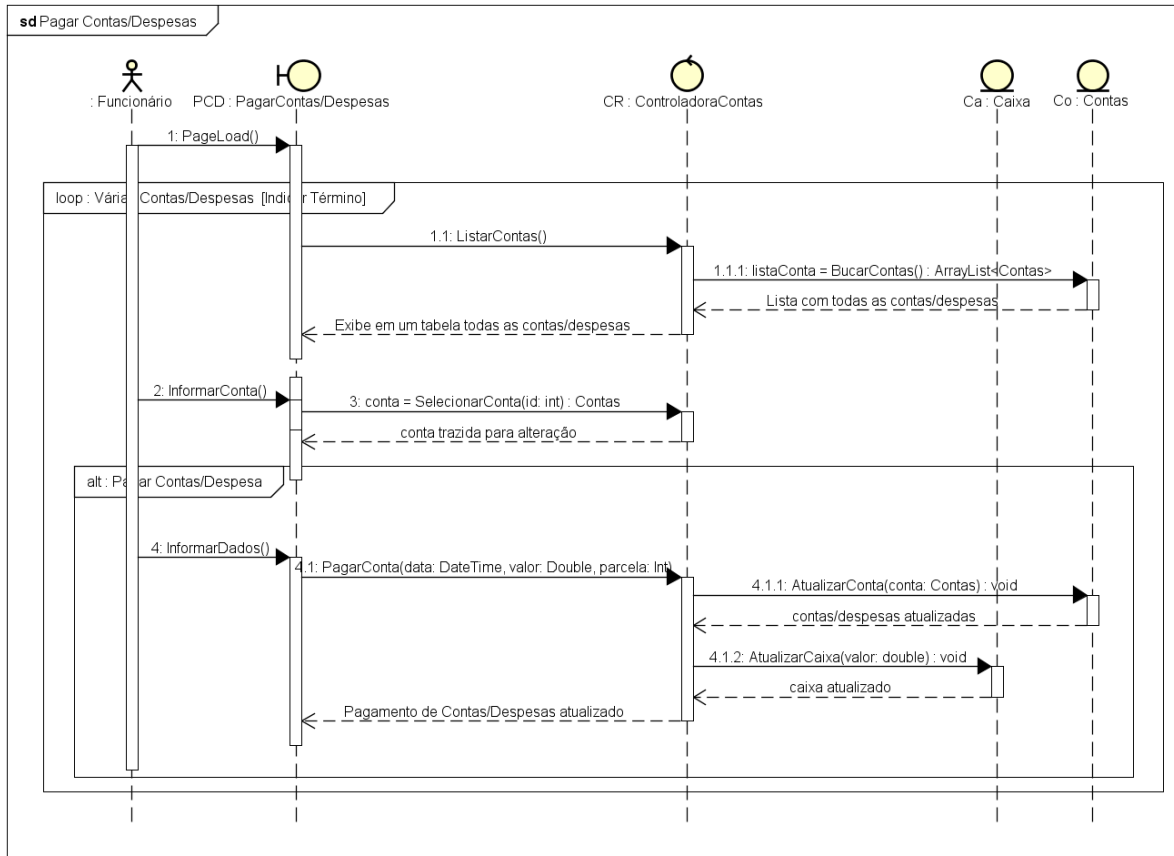 sd Pagar Contas/Despesas
: Funcionário
PCD : PagarContas/Despesas
CR : ControladoraContas
Ca : Caixa
Co : Contas
1: PageLoad()
loop : Várias Contas/Despesas [Indicar Término]
1.1: ListarContas()
1.1.1: listaConta = BucarContas() : ArrayList<Contas>
Lista com todas as contas/despesas
Exibe em um tabela todas as contas/despesas
2: InformarConta()
3: conta = SelecionarConta(id: int) : Contas
conta trazida para alteração
alt : Pagar Contas/Despesa
4: InformarDados()
4.1: PagarConta(data: DateTime, valor: Double, parcela: Int)
4.1.1: AtualizarConta(conta: Contas) : void
contas/despesas atualizadas
4.1.2: AtualizarCaixa(valor: double) : void
caixa atualizado
Pagamento de Contas/Despesas atualizado